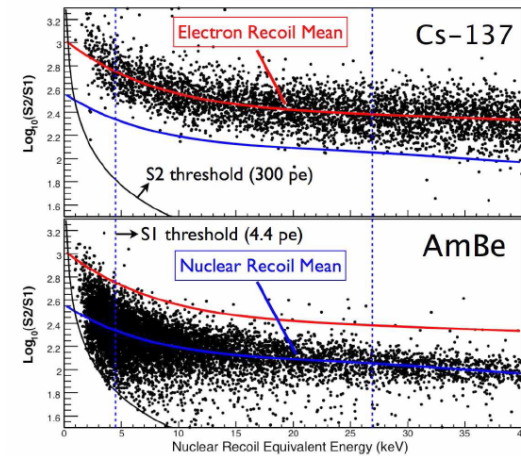 3.2
3
2.8
2.6
2.4
2.2
2
1.8
1.6
Log10(S2/S1)
Electron Recoil Mean
Cs-137
S2 threshold (300 pe)
3.2
3
2.8
2.6
2.4
2.2
2
1.8
1.6
Log10(S2/S1)
S1 threshold (4.4 pe)
AmBe
Nuclear Recoil Mean
0 5 10 15 20 25 30 35 40
Nuclear Recoil Equivalent Energy (keV)